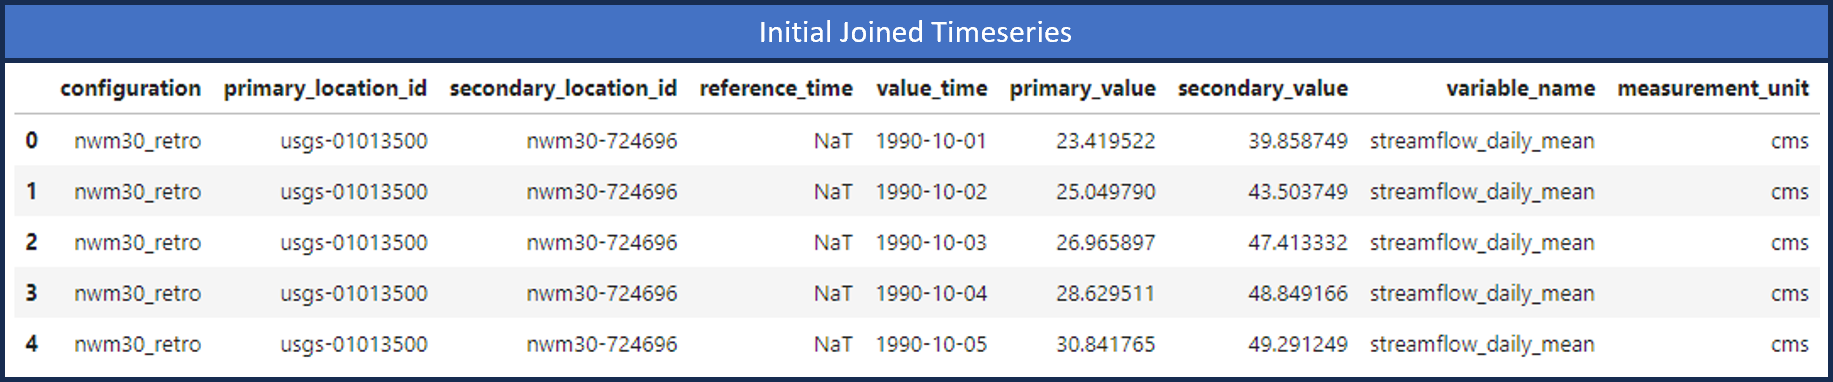 Initial Joined Timeseries
configuration primary_location_id secondary_location_id reference_time value_time primary_value secondary_value variable_name measurement_unit
0 nwm30_retro usgs-01013500 nwm30-724696 NaT 1990-10-01 23.419522 39.858749 streamflow_daily_mean cms
1 nwm30_retro usgs-01013500 nwm30-724696 NaT 1990-10-02 25.049790 43.503749 streamflow_daily_mean cms
2 nwm30_retro usgs-01013500 nwm30-724696 NaT 1990-10-03 26.965897 47.413332 streamflow_daily_mean cms
3 nwm30_retro usgs-01013500 nwm30-724696 NaT 1990-10-04 28.629511 48.849166 streamflow_daily_mean cms
4 nwm30_retro usgs-01013500 nwm30-724696 NaT 1990-10-05 30.841765 49.291249 streamflow_daily_mean cms